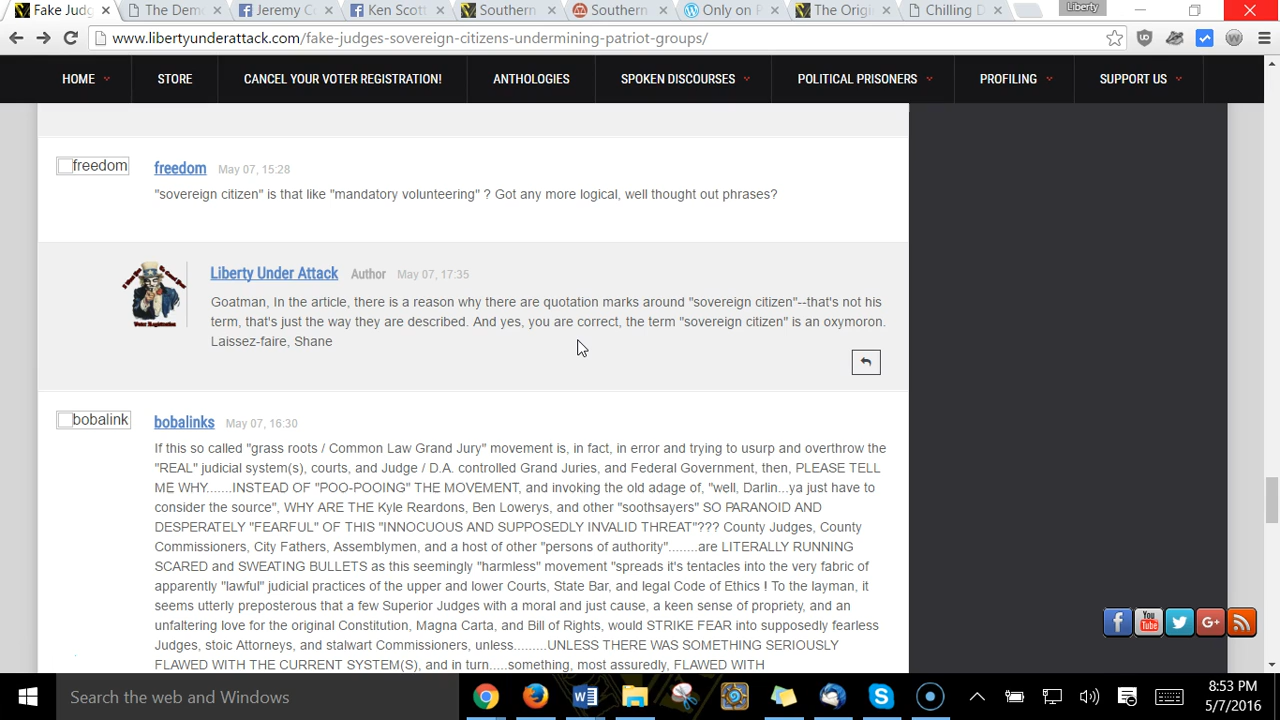 Fake Judg
The Dem
Jeremy C
Ken Scott
Southern
Southern
Only on F
The Origi
Chilling D
Liberty
www.libertyunderattack.com/fake-judges-sovereign-citizens-undermining-patriot-groups/
HOME STORE CANCEL YOUR VOTER REGISTRATION! ANTHOLOGIES SPOKEN DISCOURSES POLITICAL PRISONERS PROFILING SUPPORT US
freedom
freedom May 07, 15:28
"sovereign citizen" is that like "mandatory volunteering" ? Got any more logical, well thought out phrases?
Liberty Under Attack Author May 07, 17:35
Goatman, In the article, there is a reason why there are quotation marks around "sovereign citizen"--that's not his
term, that's just the way they are described. And yes, you are correct, the term "sovereign citizen" is an oxymoron.
Laissez-faire, Shane
bobalink
bobalinks May 07, 16:30
If this so called "grass roots / Common Law Grand Jury" movement is, in fact, in error and trying to usurp and overthrow the
"REAL" judicial system(s), courts, and Judge / D.A. controlled Grand Juries, and Federal Government, then, PLEASE TELL
ME WHY.......INSTEAD OF "POO-POOING" THE MOVEMENT, and invoking the old adage of, "well, Darlin...ya just have to
consider the source", WHY ARE THE Kyle Reardons, Ben Lowerys, and other "soothsayers" SO PARANOID AND
DESPERATELY "FEARFUL" OF THIS "INNOCUOUS AND SUPPOSEDLY INVALID THREAT"??? County Judges, County
Commissioners, City Fathers, Assemblymen, and a host of other "persons of authority"........are LITERALLY RUNNING
SCARED and SWEATING BULLETS as this seemingly "harmless" movement "spreads it's tentacles into the very fabric of
apparently "lawful" judicial practices of the upper and lower Courts, State Bar, and legal Code of Ethics ! To the layman, it
seems utterly preposterous that a few Superior Judges with a moral and just cause, a keen sense of propriety, and an
unfaltering love for the original Constitution, Magna Carta, and Bill of Rights, would STRIKE FEAR into supposedly fearless
Judges, stoic Attorneys, and stalwart Commissioners, unless.........UNLESS THERE WAS SOMETHING SERIOUSLY
FLAWED WITH THE CURRENT SYSTEM(S), and in turn.....something, most assuredly, FLAWED WITH
You
Search the web and Windows
8:53 PM
5/7/2016